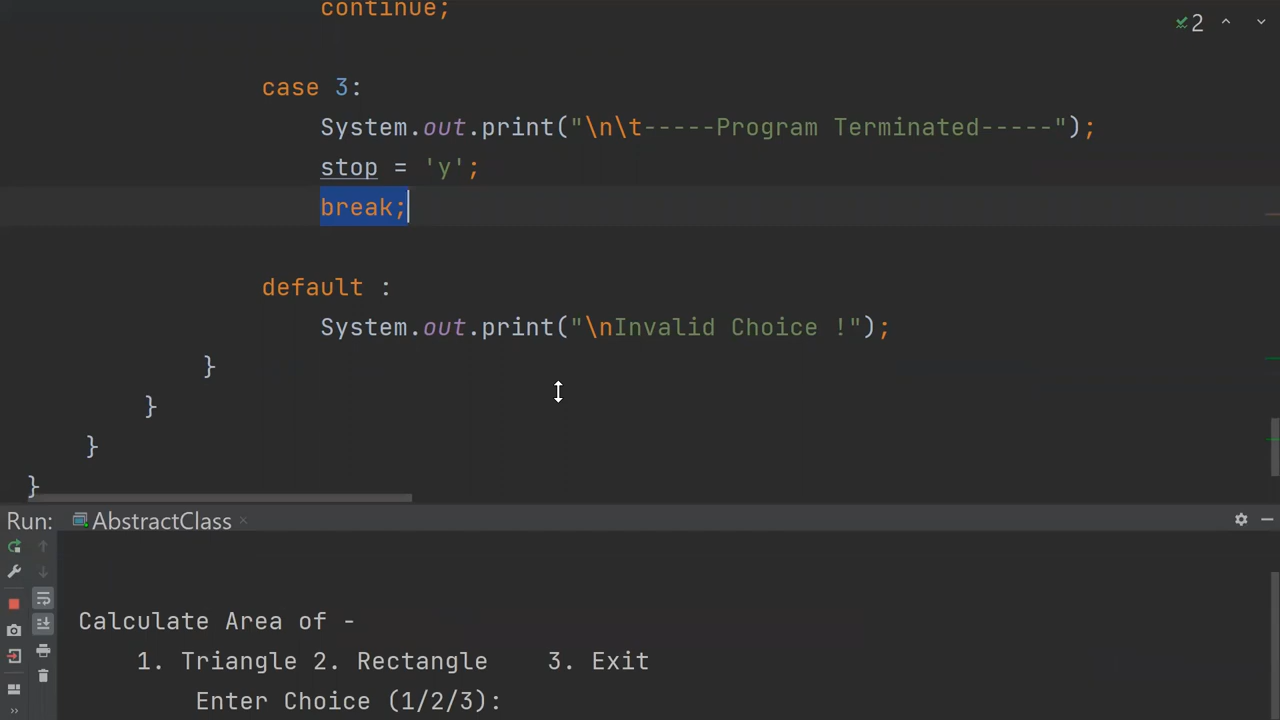 continue;
2
case 3:
System.out.print("\n\t-----Program Terminated-----");
stop = 'y';
break;
default :
System.out.print("\nInvalid Choice !");
}
}
}
}
Run: AbstractClass
Calculate Area of -
1. Triangle 2. Rectangle 3. Exit
Enter Choice (1/2/3):